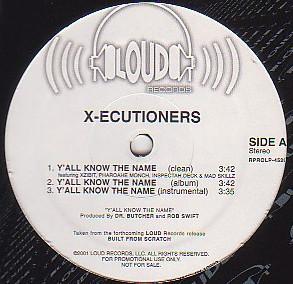 LOUD
RECORDS
X-ECUTIONERS
SIDE A
Stereo
1. Y'ALL KNOW THE NAME (clean) 3:42
featuring XZIBIT, PHAROAHE MONCH, INSPECTAH DECK & MAD SKILLZ
2. Y'ALL KNOW THE NAME (album) 3:42
3. Y'ALL KNOW THE NAME (instrumental) 3:35
"Y'ALL KNOW THE NAME"
Produced by DR. BUTCHER and ROB SWIFT
Taken from the forthcoming LOUD Records release
BUILT FROM SCRATCH
©2001 LOUD RECORDS, LLC. ALL RIGHTS RESERVED.
FOR PROMOTIONAL USE ONLY.
NOT FOR SALE.